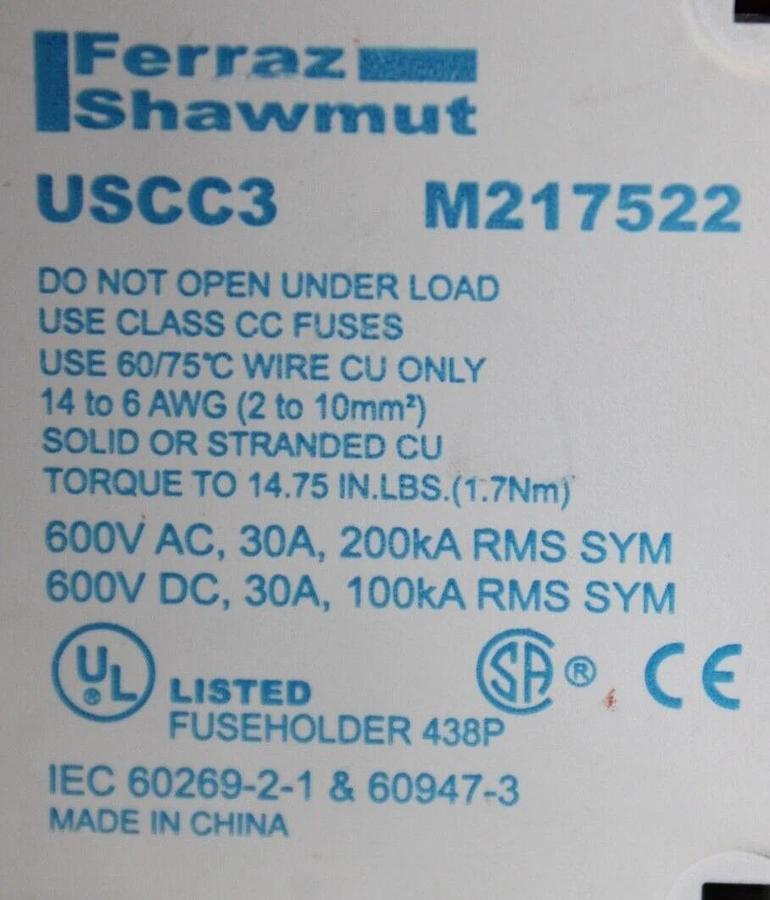 Ferraz
Shawmut
USCC3 M217522
DO NOT OPEN UNDER LOAD
USE CLASS CC FUSES
USE 60/75℃ WIRE CU ONLY
14 to 6 AWG (2 to 10mm²)
SOLID OR STRANDED CU
TORQUE TO 14.75 IN.LBS.(1.7Nm)
600V AC, 30A, 200kA RMS SYM
600V DC, 30A, 100kA RMS SYM
UL® LISTED SA® CE
FUSEHOLDER 438P
IEC 60269-2-1 & 60947-3
MADE IN CHINA